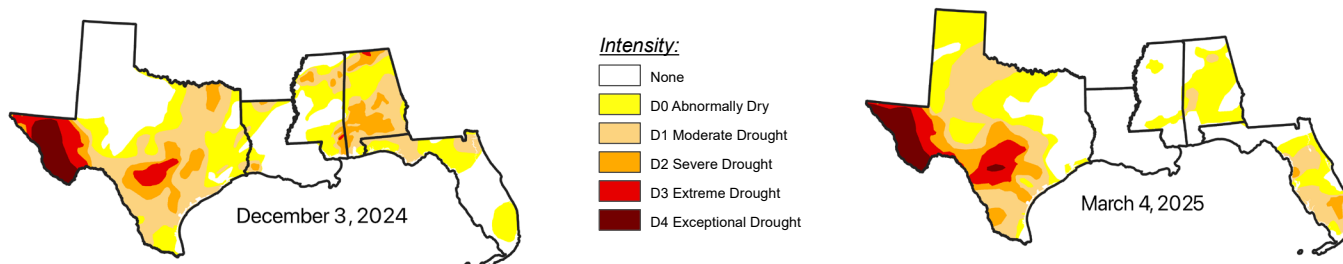 Intensity:
None
D0 Abnormally Dry
D1 Moderate Drought
D2 Severe Drought
D3 Extreme Drought
D4 Exceptional Drought
December 3, 2024
March 4, 2025